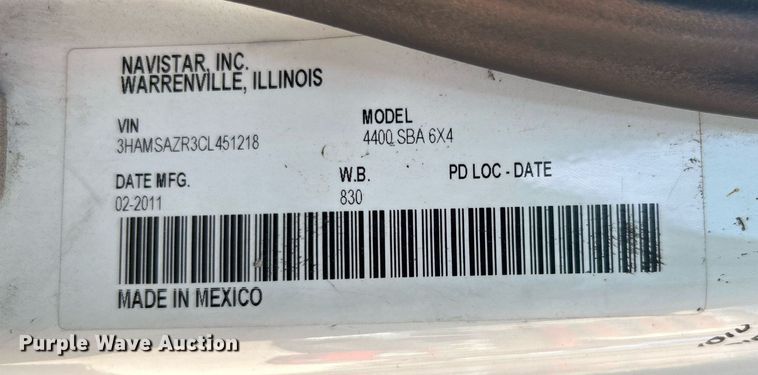 NAVISTAR, INC.
WARRENVILLE, ILLINOIS
VIN
3HAMSAZR3CL451218
MODEL
4400 SBA 6X4
DATE MFG.
02-2011
W.B.
830
PD LOC - DATE
MADE IN MEXICO
Purple Wave Auction